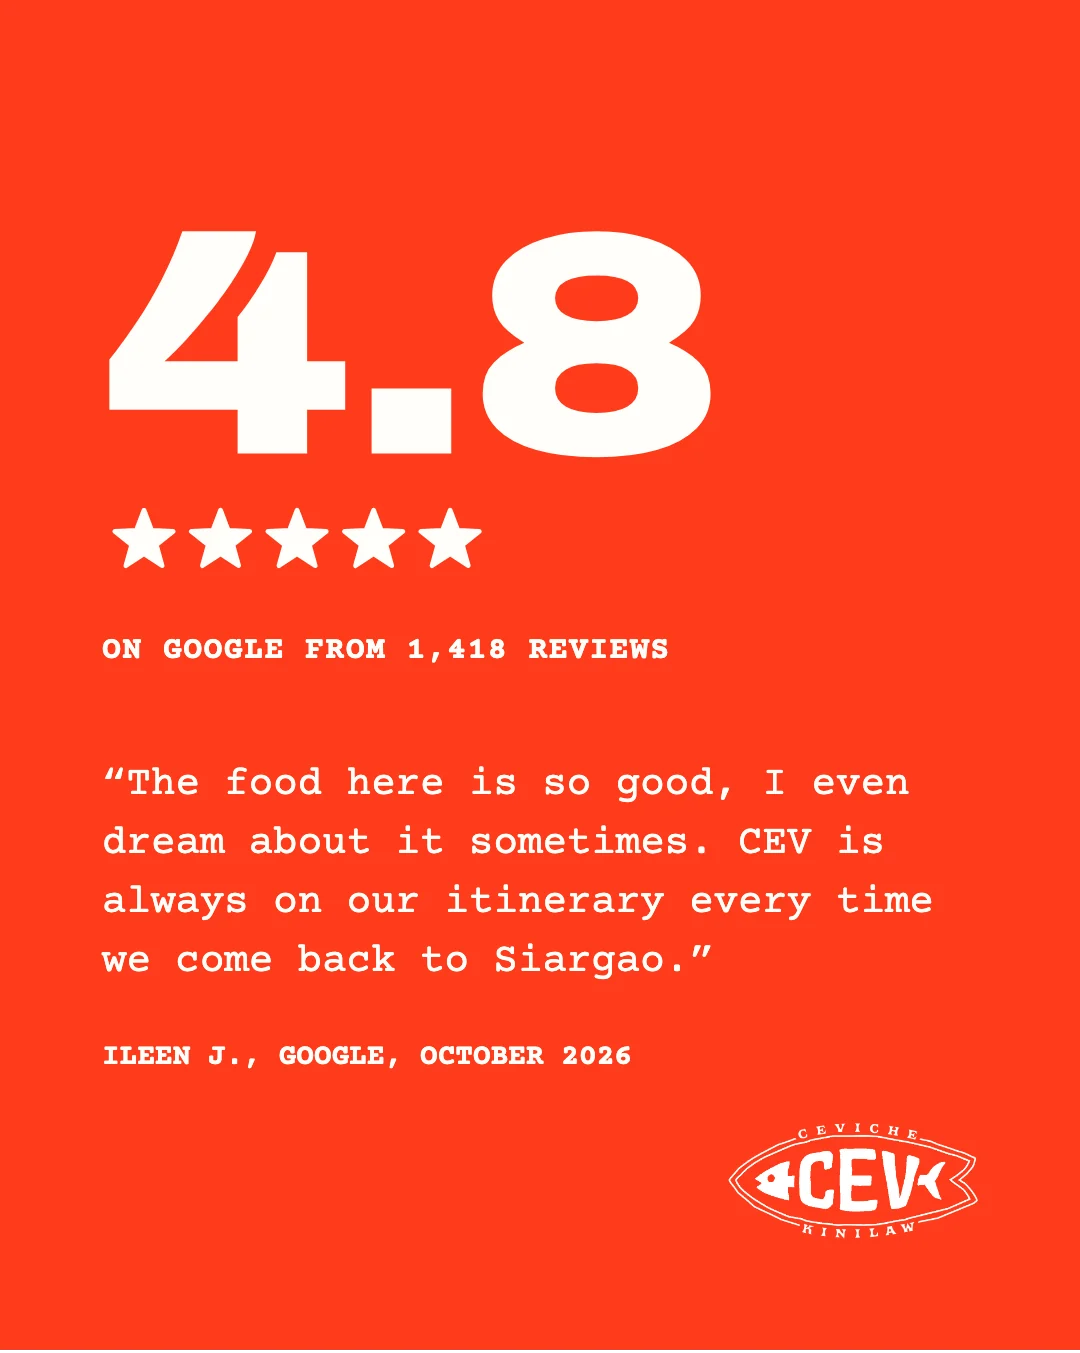 4.8
ON GOOGLE FROM 1,418 REVIEWS
“The food here is so good, I even
dream about it sometimes. CEV is
always on our itinerary every time
we come back to Siargao.”
ILEEN J., GOOGLE, OCTOBER 2026
CEVICHE
CEV
KINILAW